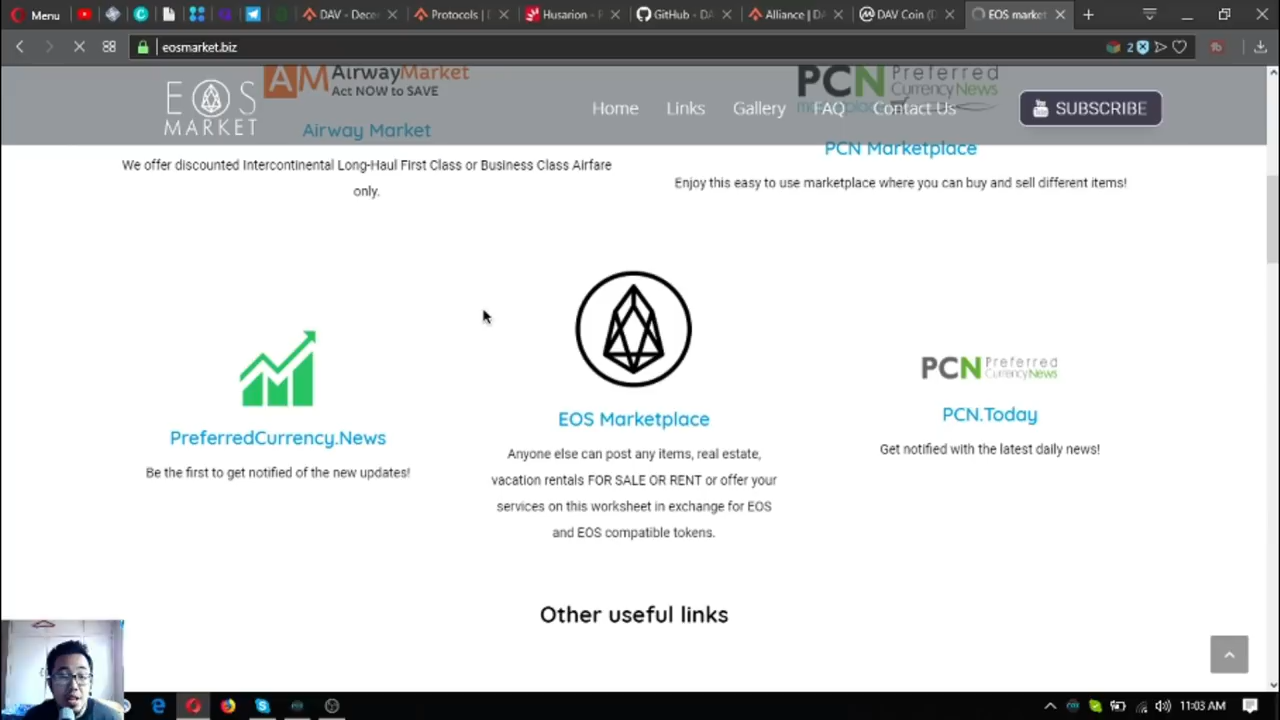 Menu
DAV - Dece
Protocols |
Husarion - R
GitHub - DA
Alliance | DA
DAV Coin (D
EOS market
eosmarket.biz
2
E O S
MARKET
AM AirwayMarket
Act NOW to SAVE
PCN Preferred
CurrencyNews
Home
Links
Gallery
FAQ
Contact Us
SUBSCRIBE
Airway Market
PCN Marketplace
We offer discounted Intercontinental Long-Haul First Class or Business Class Airfare
only.
Enjoy this easy to use marketplace where you can buy and sell different items!
PreferredCurrency.News
Be the first to get notified of the new updates!
EOS Marketplace
Anyone else can post any items, real estate,
vacation rentals FOR SALE OR RENT or offer your
services on this worksheet in exchange for EOS
and EOS compatible tokens.
PCN Preferred
CurrencyNews
PCN.Today
Get notified with the latest daily news!
Other useful links
11:03 AM